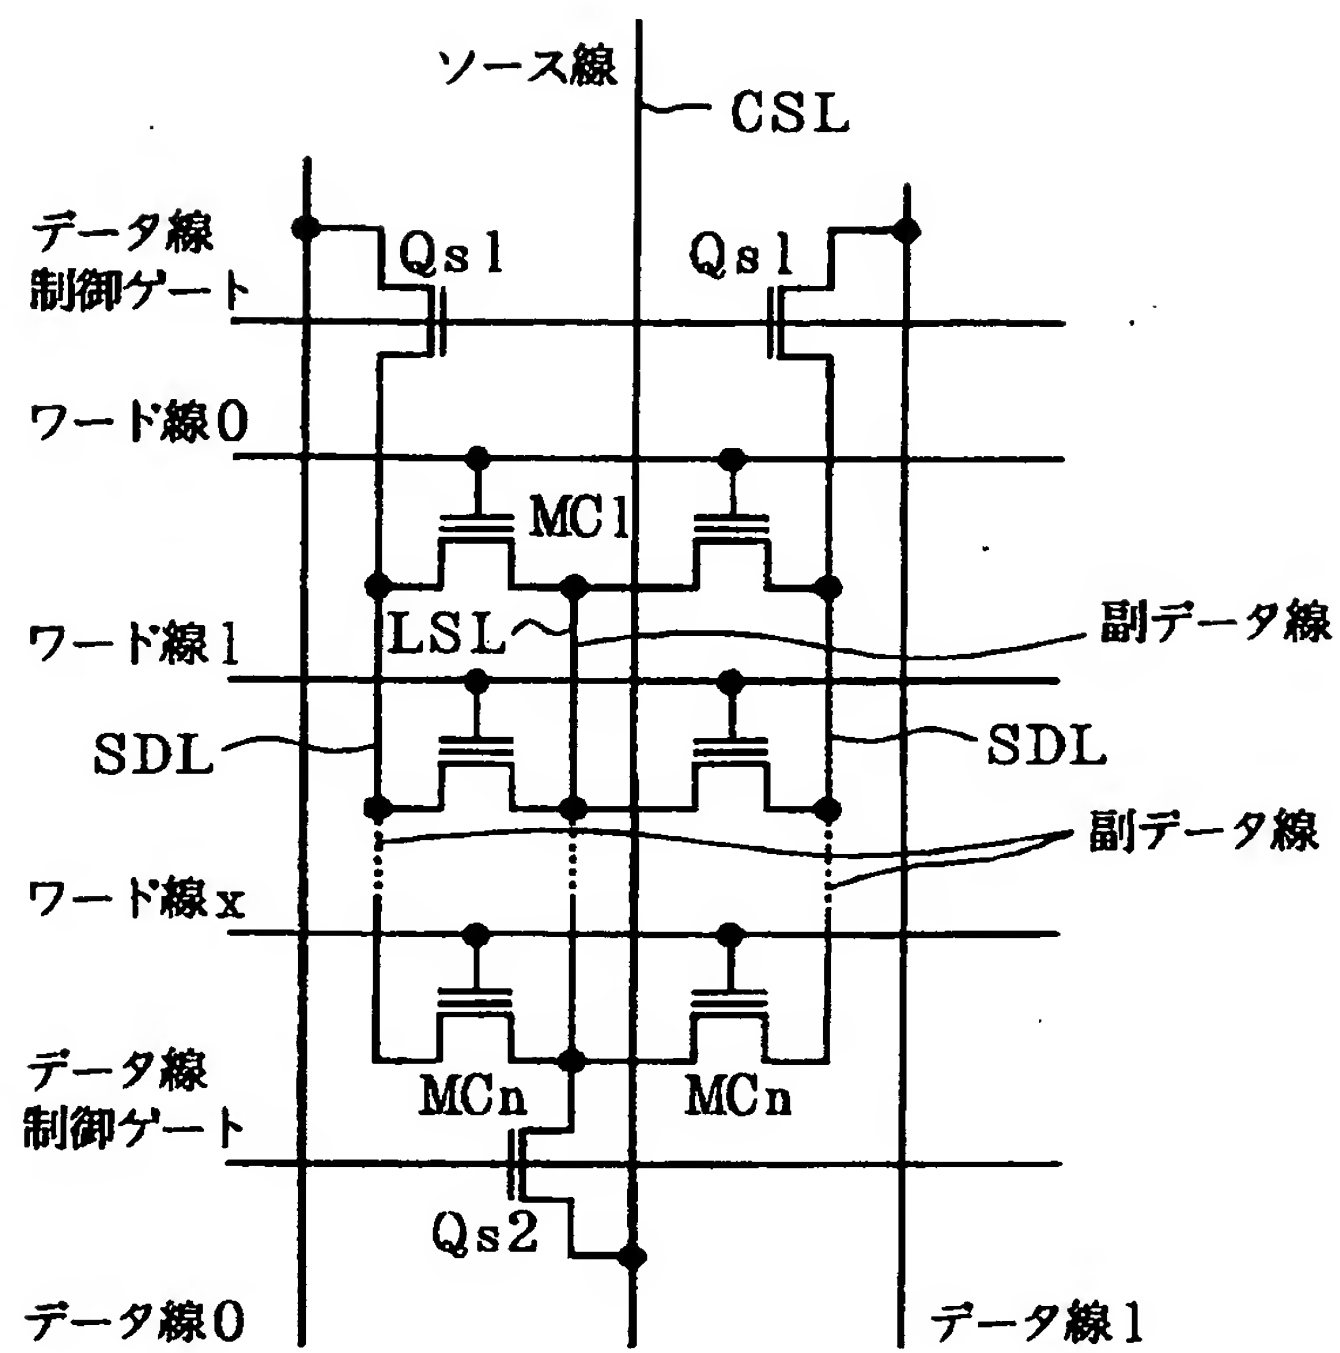 ソース線
CSL
データ線
制御ゲート
Qs1
Qs1
ワード線0
MC1
LSL
副データ線
ワード線1
SDL
SDL
副データ線
ワード線x
データ線
制御ゲート
MCn
MCn
Qs2
データ線0
データ線1